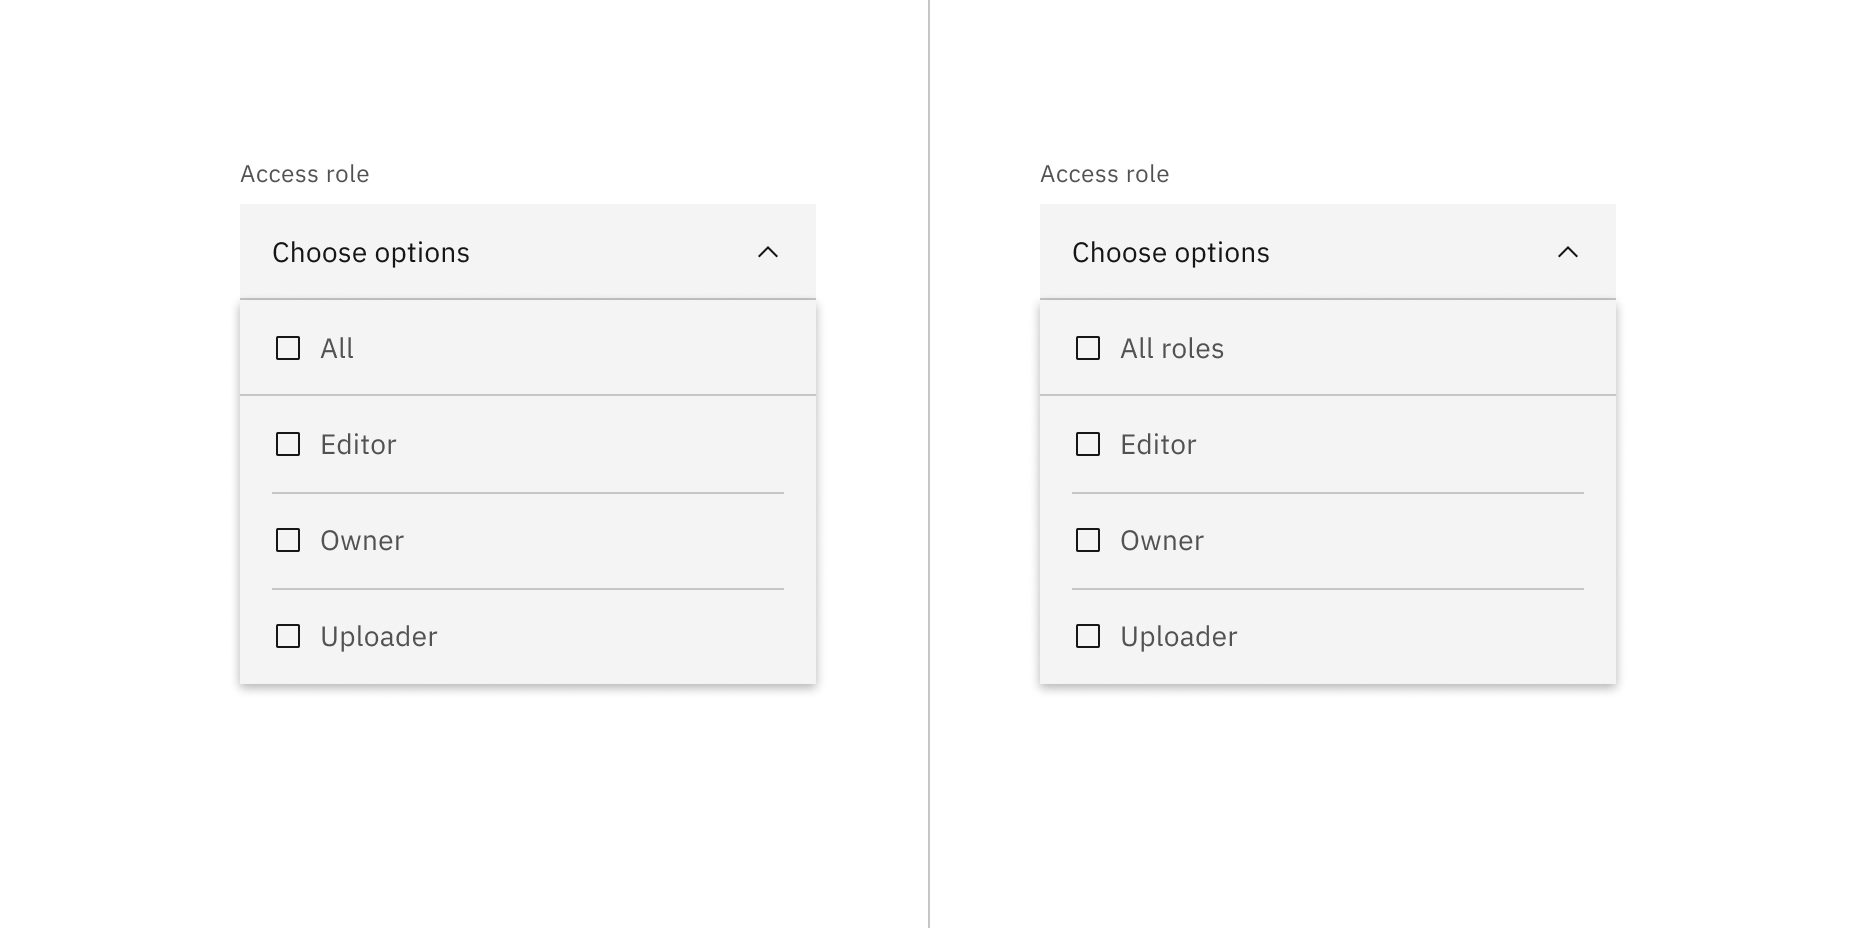 Access role
Choose options
All
Editor
Owner
Uploader
Access role
Choose options
All roles
Editor
Owner
Uploader